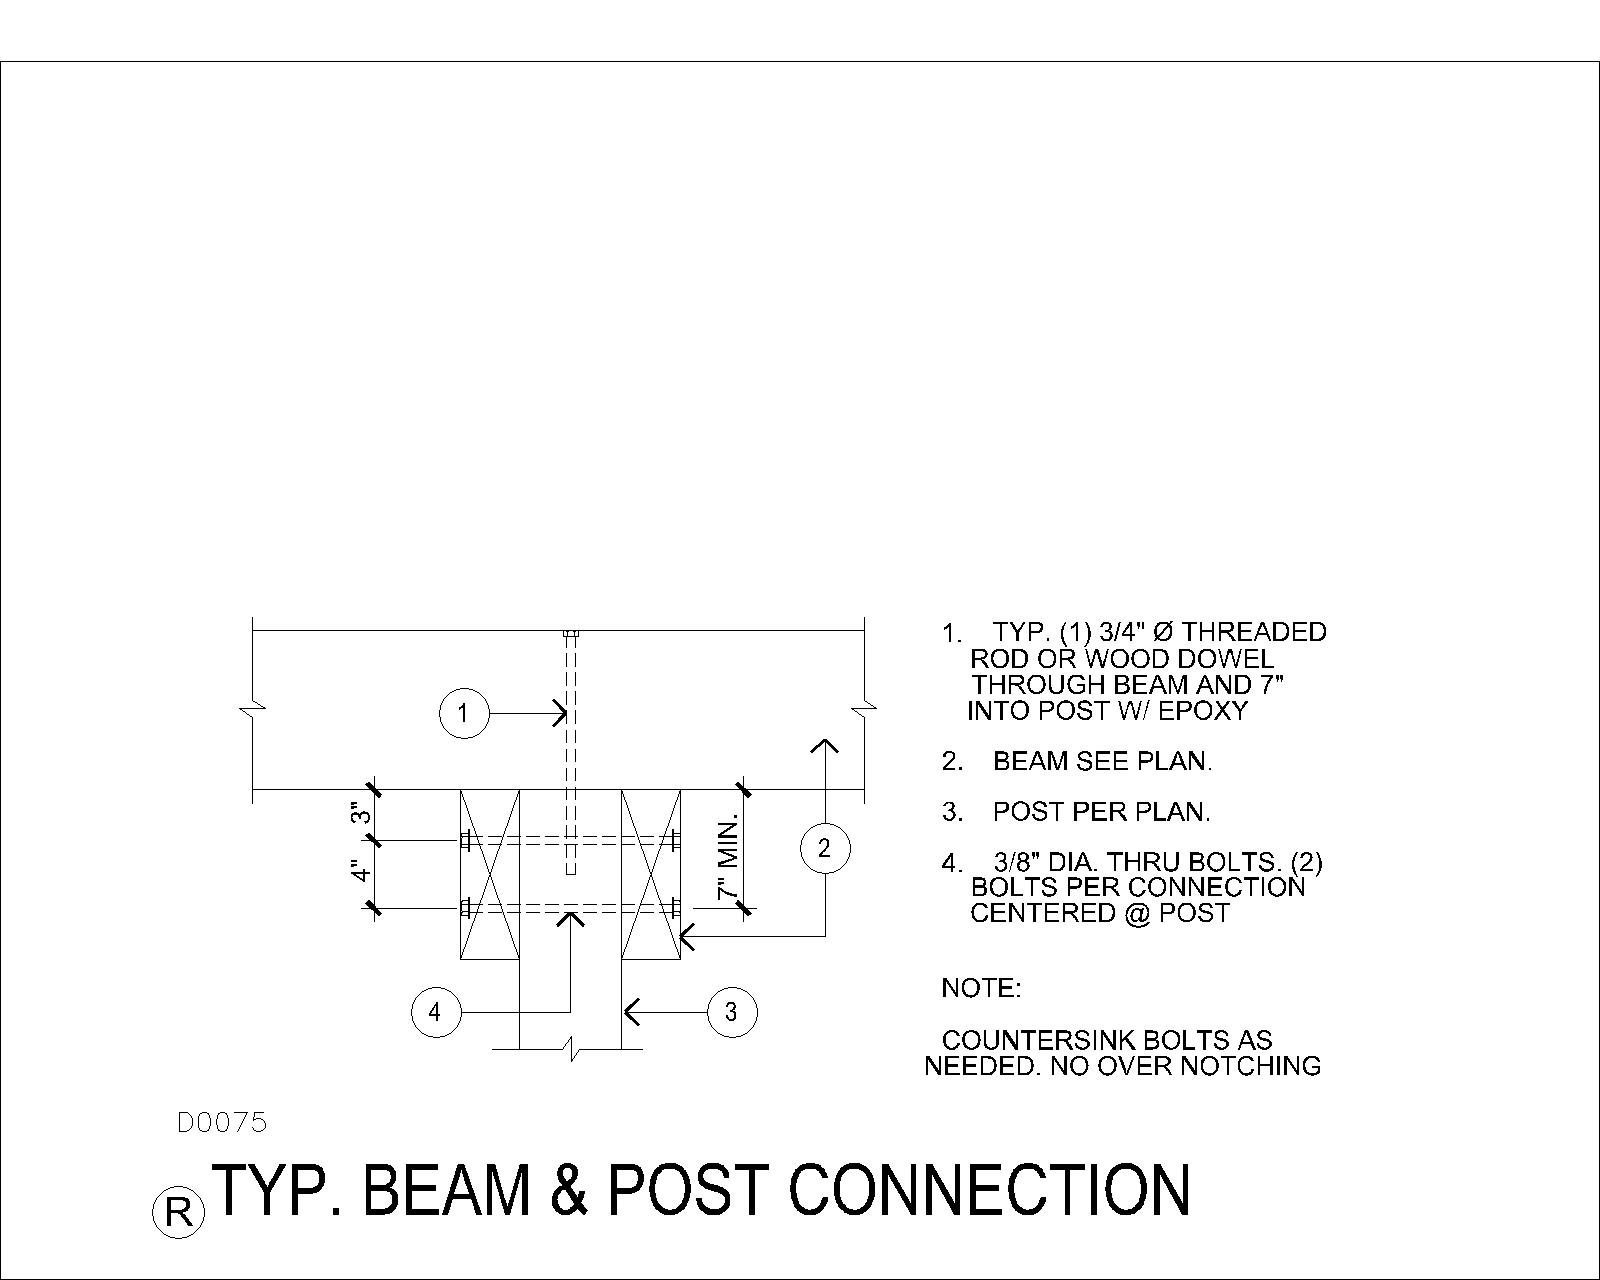 1. TYP. (1) 3/4" Ø THREADED
ROD OR WOOD DOWEL
THROUGH BEAM AND 7"
INTO POST W/ EPOXY
2. BEAM SEE PLAN.
3. POST PER PLAN.
4. 3/8" DIA. THRU BOLTS. (2)
BOLTS PER CONNECTION
CENTERED @ POST
NOTE:
COUNTERSINK BOLTS AS
NEEDED. NO OVER NOTCHING
1
3"
4"
7" MIN.
2
4
3
D0075
R
TYP. BEAM & POST CONNECTION